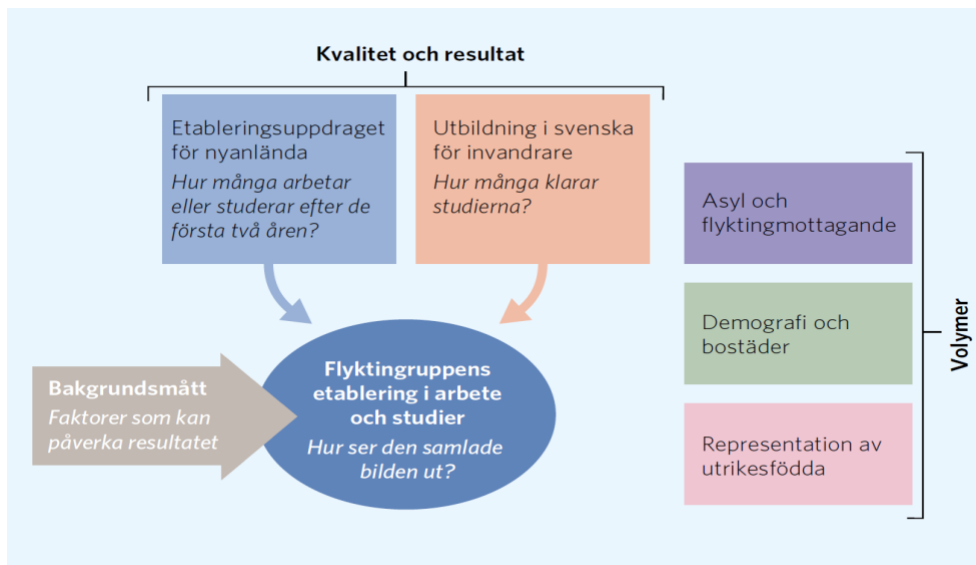 Kvalitet och resultat
Etableringsuppdraget
för nyanlända
Hur många arbetar
eller studerar efter de
första två åren?
Utbildning i svenska
för invandrare
Hur många klarar
studierna?
Asyl och
flyktingmottagande
Demografi och
bostäder
Representation av
utrikesfödda
Volymer
Bakgrundsmått
Faktorer som kan
påverka resultatet
Flyktingruppens
etablering i arbete
och studier
Hur ser den samlade
bilden ut?